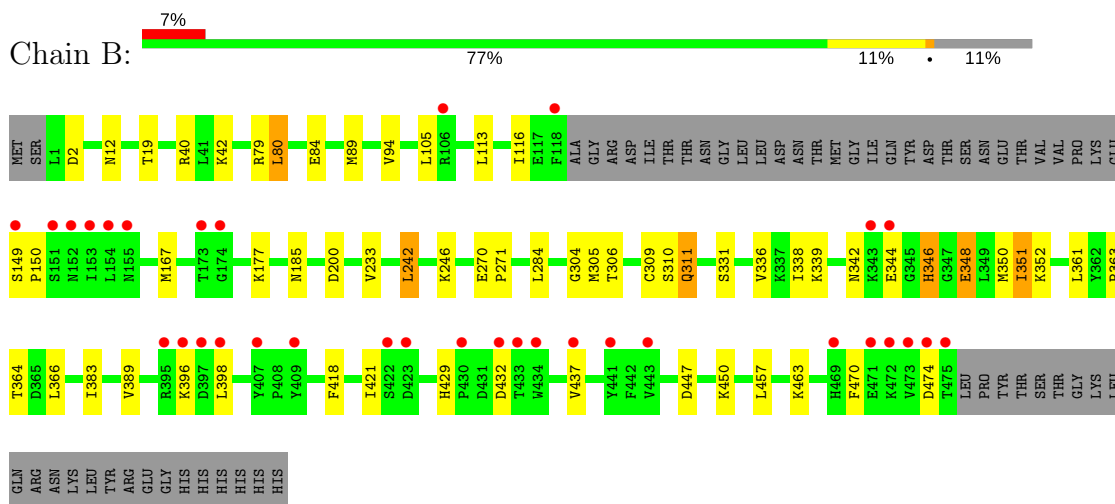 7%
Chain B:
77% 11% • 11%
MET SER L1 D2 N12 T19 R40 L41 K42 R79 L80 E84 M89 V94 L105 R106 L113 I116 E117 F118 ALA GLY ARG ASP ILE THR THR ASN GLY LEU LEU ASP ASN THR MET GLY ILE GLN TYR ASP THR SER ASN GLU THR VAL VAL PRO LYS GLU
S149 P150 S151 N152 I153 L154 N155 M167 T173 G174 K177 N185 D200 V233 L242 K246 E270 P271 L284 G304 M305 T306 C309 S310 Q311 S331 V336 K337 I338 K339 N342 K343 E344 G345 H346 G347 E348 L349 M350 I351 K352 L361 Y362 P363
T364 D365 L366 I383 V389 R395 K396 D397 L398 Y407 P408 Y409 F418 I421 S422 D423 H429 P430 D431 D432 T433 W434 V437 Y441 F442 V443 D447 K450 L457 K463 H469 F470 E471 K472 V473 D474 T475 LEU PRO TYR THR SER THR GLY LYS LEU
GLN ARG ASN LYS LEU TYR ARG GLU GLY HIS HIS HIS HIS HIS HIS